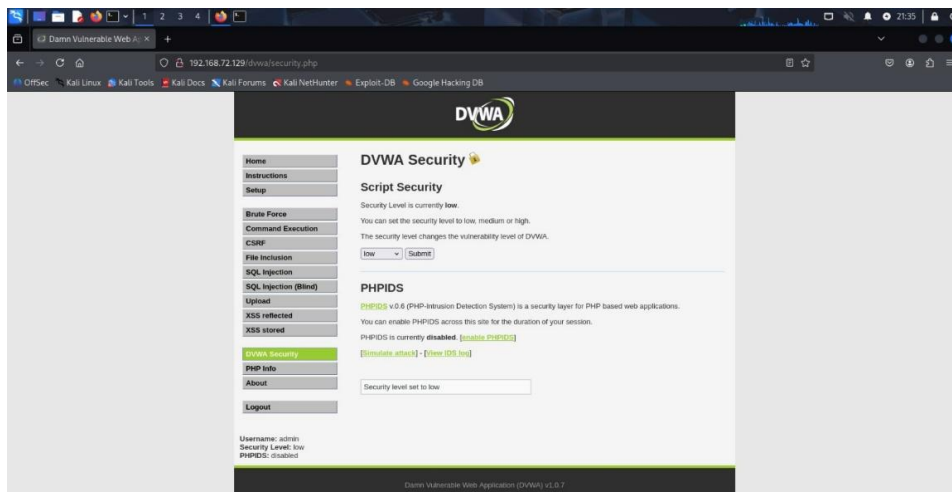 1 2 3 4 21:35
Damn Vulnerable Web Ap
192.168.72.129/dvwa/security.php
OffSec Kali Linux Kali Tools Kali Docs Kali Forums Kali NetHunter Exploit-DB Google Hacking DB
DVWA
Home
Instructions
Setup
Brute Force
Command Execution
CSRF
File Inclusion
SQL Injection
SQL Injection (Blind)
Upload
XSS reflected
XSS stored
DVWA Security
PHP Info
About
Logout
Username: admin
Security Level: low
PHPIDS: disabled
DVWA Security
Script Security
Security Level is currently low.
You can set the security level to low, medium or high.
The security level changes the vulnerability level of DVWA.
low Submit
PHPIDS
PHPIDS v.0.6 (PHP-Intrusion Detection System) is a security layer for PHP based web applications.
You can enable PHPIDS across this site for the duration of your session.
PHPIDS is currently disabled. [enable PHPIDS]
[Simulate attack] - [View IDS log]
Security level set to low
Damn Vulnerable Web Application (DVWA) v1.0.7